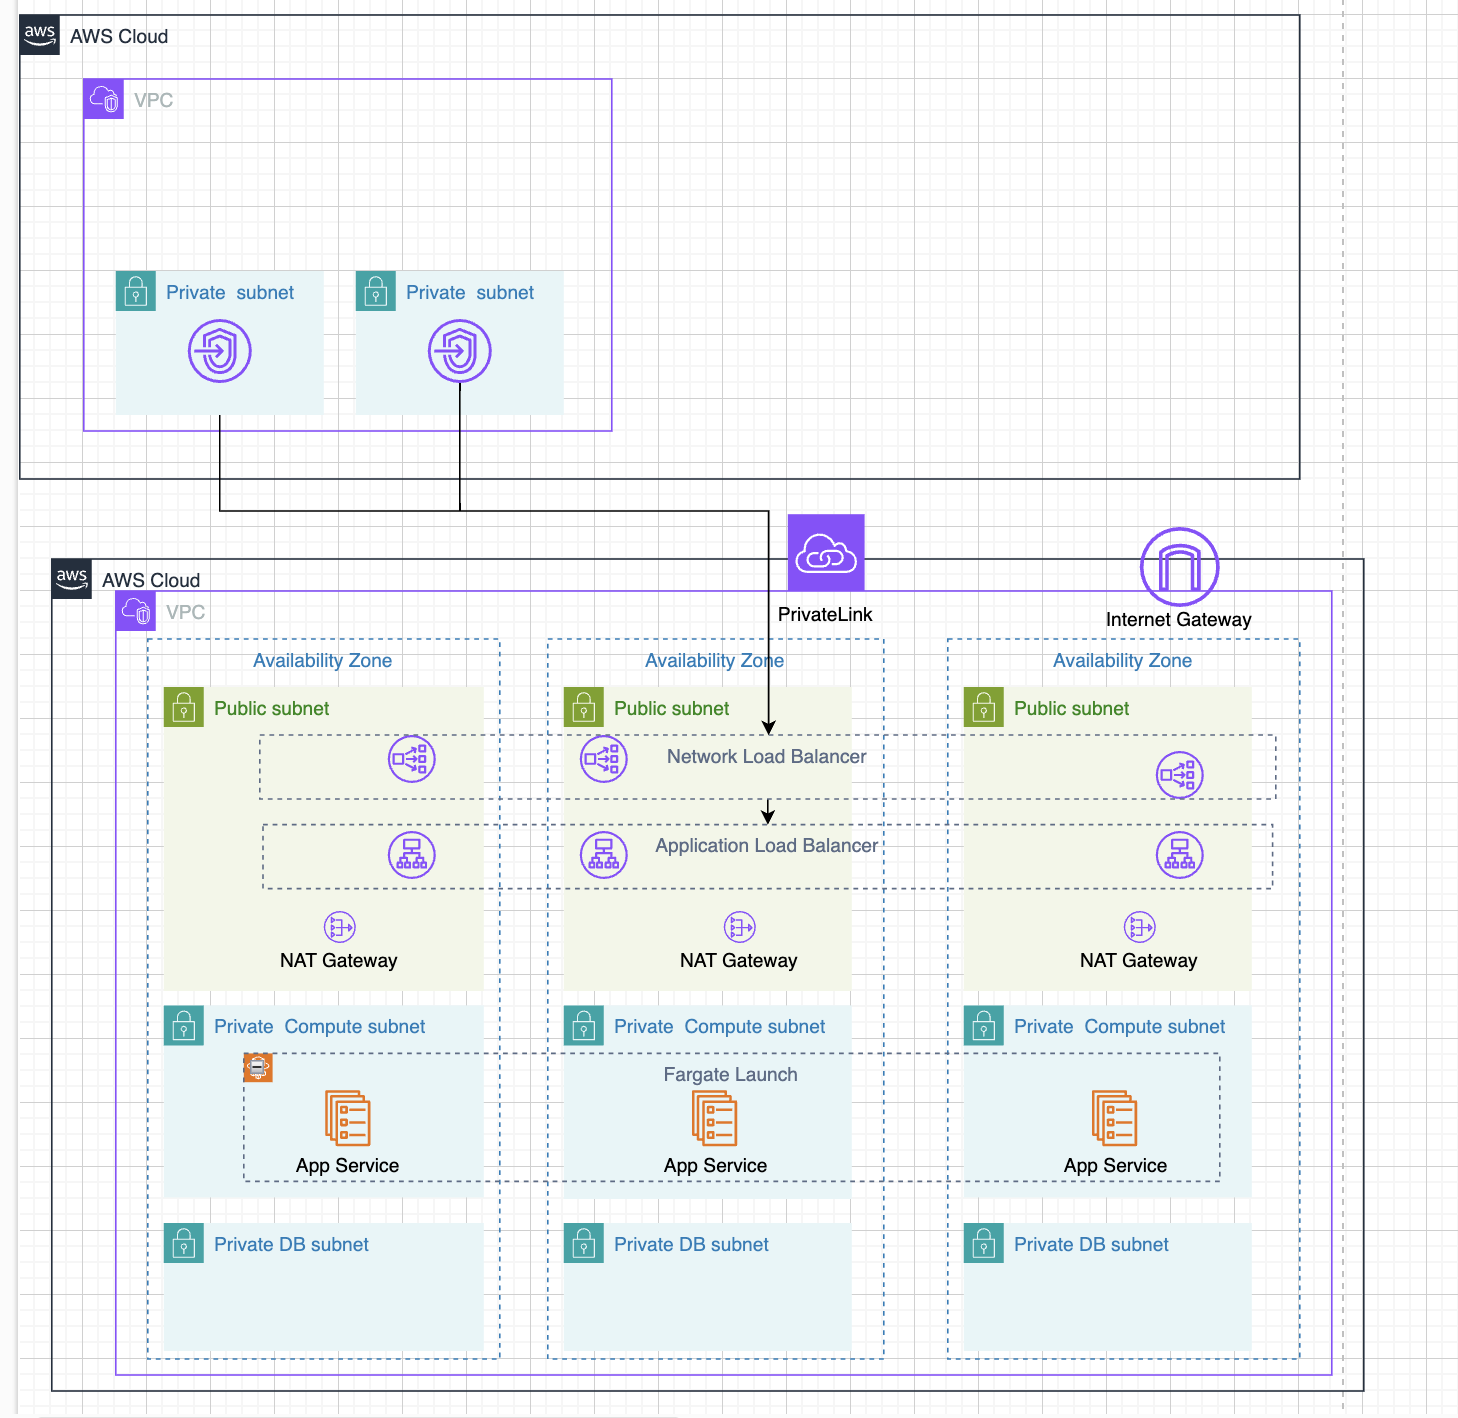 aws
AWS Cloud
VPC
Private subnet
Private subnet
aws
AWS Cloud
VPC
PrivateLink
Internet Gateway
Availability Zone
Availability Zone
Availability Zone
Public subnet
Public subnet
Public subnet
Network Load Balancer
Application Load Balancer
NAT Gateway
NAT Gateway
NAT Gateway
Private Compute subnet
Private Compute subnet
Private Compute subnet
Fargate Launch
App Service
App Service
App Service
Private DB subnet
Private DB subnet
Private DB subnet